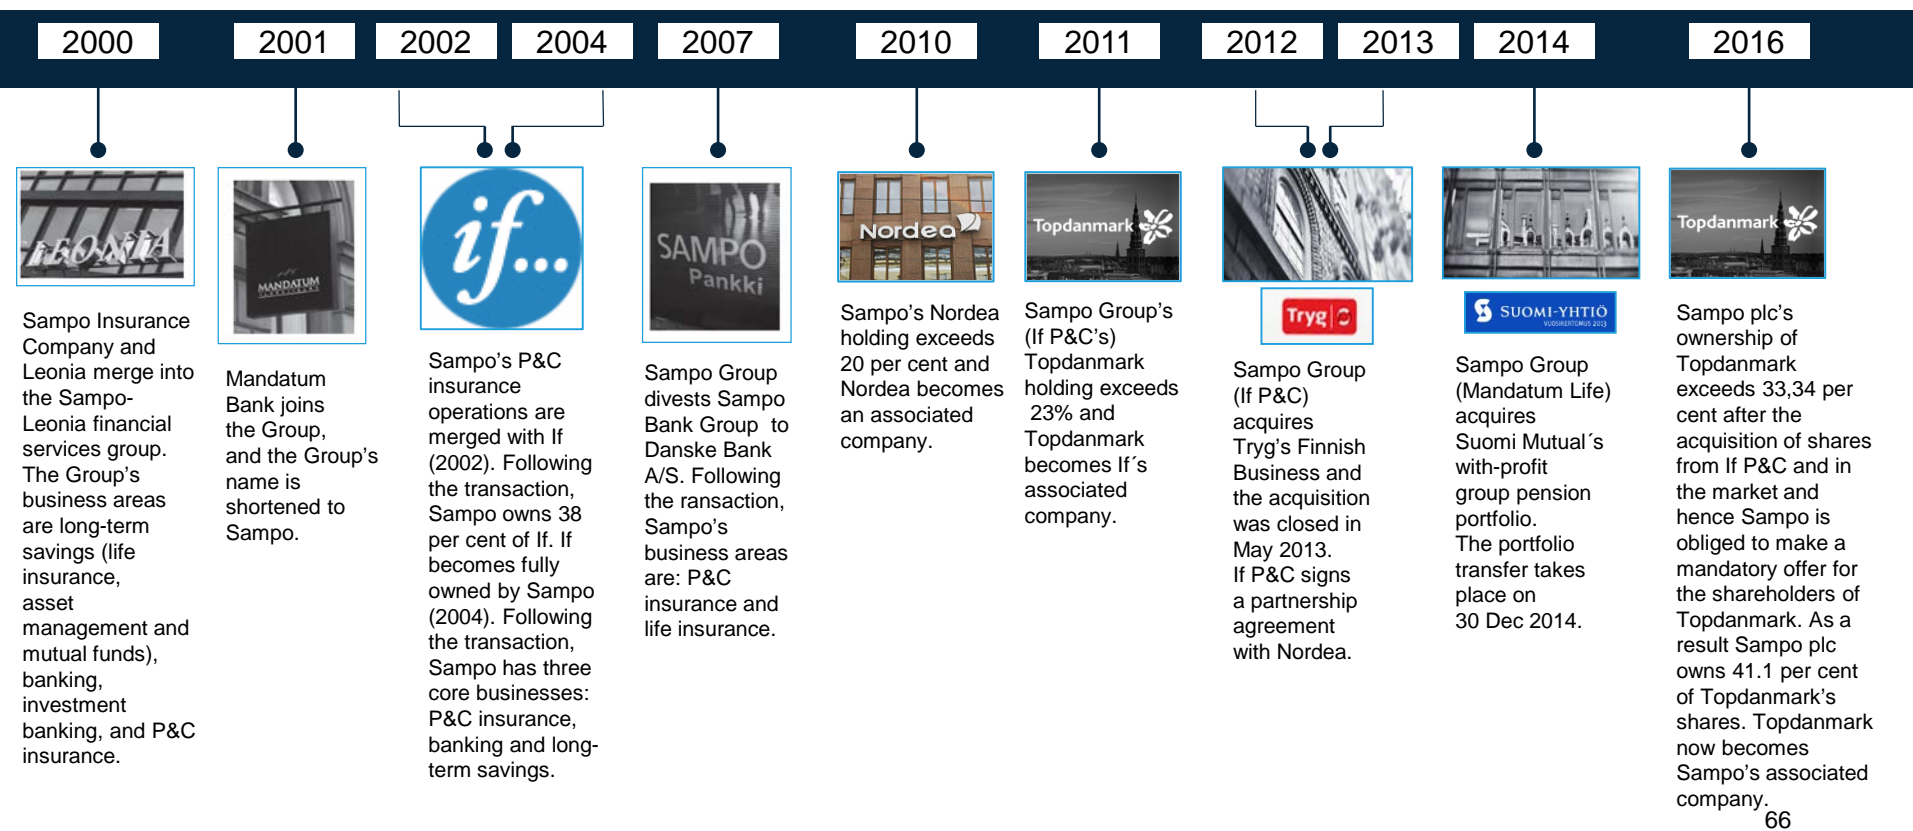 2000
2001
2002
2004
2007
2010
2011
2012
2013
2014
2016
LEONIA
Sampo Insurance
Company and
Leonia merge into
the Sampo-
Leonia financial
services group.
The Group's
business areas
are long-term
savings (life
insurance,
asset
management and
mutual funds),
banking,
investment
banking, and P&C
insurance.
MANDATUM
Mandatum
Bank joins
the Group,
and the Group's
name is
shortened to
Sampo.
if...
Sampo's P&C
insurance
operations are
merged with If
(2002). Following
the transaction,
Sampo owns 38
per cent of If. If
becomes fully
owned by Sampo
(2004). Following
the transaction,
Sampo has three
core businesses:
P&C insurance,
banking and long-
term savings.
SAMPO
Pankki
Sampo Group
divests Sampo
Bank Group  to
Danske Bank
A/S. Following
the ransaction,
Sampo's
business areas
are: P&C
insurance and
life insurance.
Nordea
Sampo's Nordea
holding exceeds
20 per cent and
Nordea becomes
an associated
company.
Topdanmark
Sampo Group's
(If P&C's)
Topdanmark
holding exceeds
23% and
Topdanmark
becomes If´s
associated
company.
Tryg
Sampo Group
(If P&C)
acquires
Tryg's Finnish
Business and
the acquisition
was closed in
May 2013.
If P&C signs
a partnership
agreement
with Nordea.
SUOMI-YHTIÖ
VUOSIKERTOMUS 2013
Sampo Group
(Mandatum Life)
acquires
Suomi Mutual´s
with-profit
group pension
portfolio.
The portfolio
transfer takes
place on
30 Dec 2014.
Topdanmark
Sampo plc's
ownership of
Topdanmark
exceeds 33,34 per
cent after the
acquisition of shares
from If P&C and in
the market and
hence Sampo is
obliged to make a
mandatory offer for
the shareholders of
Topdanmark. As a
result Sampo plc
owns 41.1 per cent
of Topdanmark's
shares. Topdanmark
now becomes
Sampo's associated
company.
66